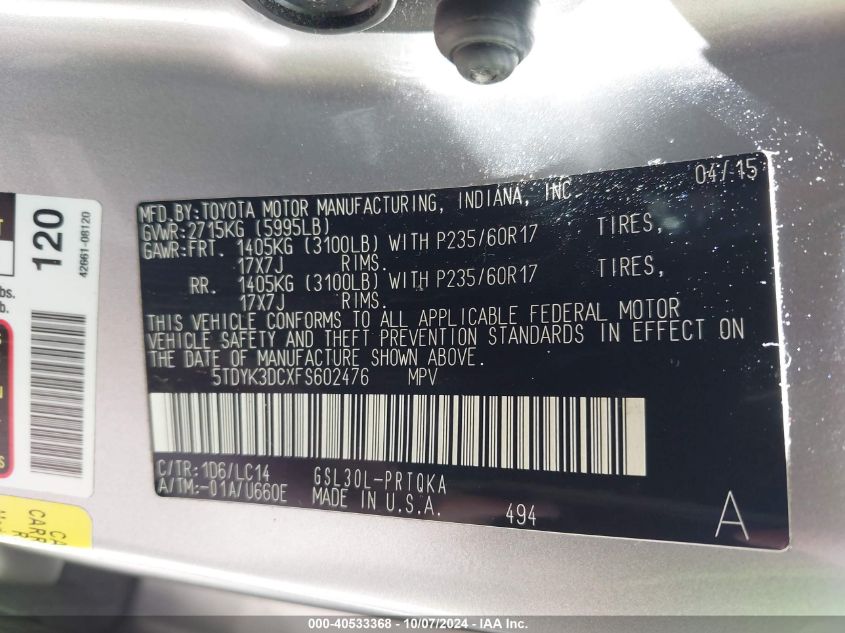 MFD.BY:TOYOTA MOTOR MANUFACTURING, INDIANA, INC. 04/15
GVWR:2715KG (5995LB)
GAWR:FRT. 1405KG (3100LB) WITH P235/60R17 TIRES,
17X7J RIMS.
RR. 1405KG (3100LB) WITH P235/60R17 TIRES,
17X7J RIMS.
THIS VEHICLE CONFORMS TO ALL APPLICABLE FEDERAL MOTOR
VEHICLE SAFETY AND THEFT PREVENTION STANDARDS IN EFFECT ON
THE DATE OF MANUFACTURE SHOWN ABOVE.
5TDYK3DCXFS602476 MPV
C/TR:1D6/LC14 GSL30L-PRTQKA
A/TM:-01A/U660E MADE IN U.S.A. 494 A
120
42661-08120
bs.
b.
CA
CARR
R
000-40533368 - 10/07/2024 - IAA Inc.